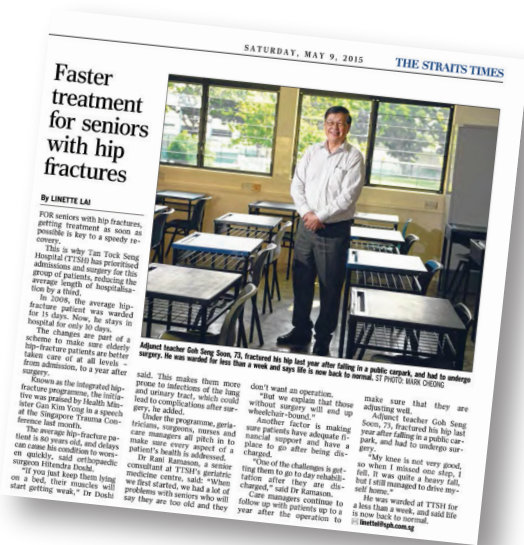 SATURDAY, MAY 9, 2015
THE STRAITS TIMES
Faster
treatment
for seniors
with hip
fractures
By LINETTE LAI
FOR seniors with hip fractures,
getting treatment as soon as
possible is key to a speedy re-
covery.
This is why Tan Tock Seng
Hospital (TTSH) has prioritised
admissions and surgery for this
group of patients, reducing the
average length of hospitalisa-
tion by a third.
In 2008, the average hip-
fracture patient was warded
for 15 days. Now, he stays in
hospital for only 10 days.
The changes are part of a
scheme to make sure elderly
hip-fracture patients are better
taken care of at all levels –
from admission, to a year after
surgery.
Known as the integrated hip-
fracture programme, the initia-
tive was praised by Health Min-
ister Gan Kim Yong in a speech
at the Singapore Trauma Con-
ference last month.
The average hip-fracture pa-
tient is 80 years old, and delays
can cause his condition to wors-
en quickly, said orthopaedic
surgeon Hitendra Doshi.
"If you just keep them lying
on a bed, their muscles will
start getting weak," Dr Doshi
Adjunct teacher Goh Seng Soon, 73, fractured his hip last year after falling in a public carpark, and had to undergo
surgery. He was warded for less than a week and says life is now back to normal. ST PHOTO: MARK CHEONG
said. This makes them more
prone to infections of the lung
and urinary tract, which could
lead to complications after sur-
gery, he added.
Under the programme, geria-
tricians, surgeons, nurses and
care managers all pitch in to
make sure every aspect of a
patient's health is addressed.
Dr Rani Ramason, a senior
consultant at TTSH's geriatric
medicine centre, said: "When
we first started, we had a lot of
problems with seniors who will
say they are too old and they
don't want an operation.
"But we explain that those
without surgery will end up
wheelchair-bound."
Another factor is making
sure patients have adequate fi-
nancial support and have a
place to go after being dis-
charged.
"One of the challenges is get-
ting them to go to day rehabili-
tation after they are dis-
charged," said Dr Ramason.
Care managers continue to
follow up with patients up to a
year after the operation to
make sure that they are
adjusting well.
Adjunct teacher Goh Seng
Soon, 73, fractured his hip last
year after falling in a public car-
park, and had to undergo sur-
gery.
"My knee is not very good,
so when I missed one step, I
fell. It was quite a heavy fall,
but I still managed to drive my-
self home."
He was warded at TTSH for
a less than a week, and said life
is now back to normal.
linettel@sph.com.sg